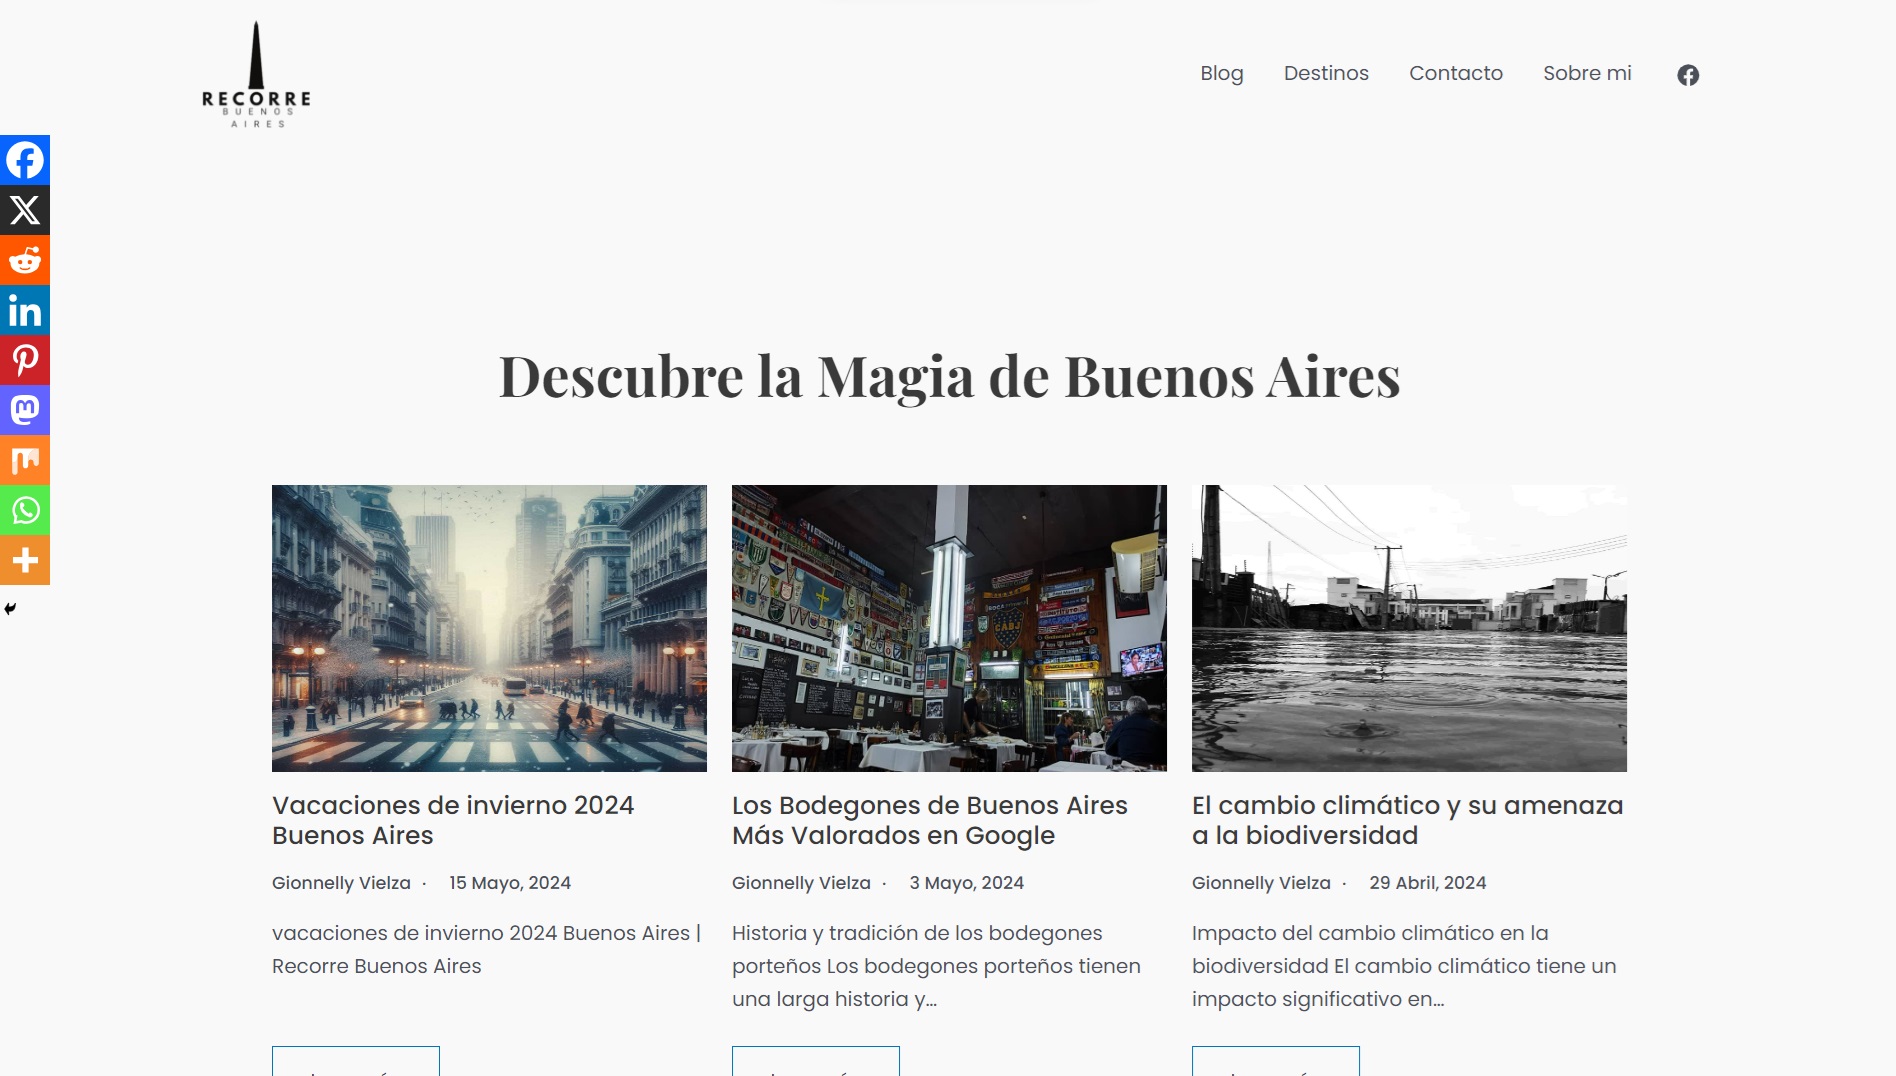 RECORRE
BUENOS
AIRES
Blog
Destinos
Contacto
Sobre mi
Descubre la Magia de Buenos Aires
CABJ
Vacaciones de invierno 2024
Buenos Aires
Gionnelly Vielza · 15 Mayo, 2024
vacaciones de invierno 2024 Buenos Aires |
Recorre Buenos Aires
Los Bodegones de Buenos Aires
Más Valorados en Google
Gionnelly Vielza · 3 Mayo, 2024
Historia y tradición de los bodegones
porteños Los bodegones porteños tienen
una larga historia y...
El cambio climático y su amenaza
a la biodiversidad
Gionnelly Vielza · 29 Abril, 2024
Impacto del cambio climático en la
biodiversidad El cambio climático tiene un
impacto significativo en...